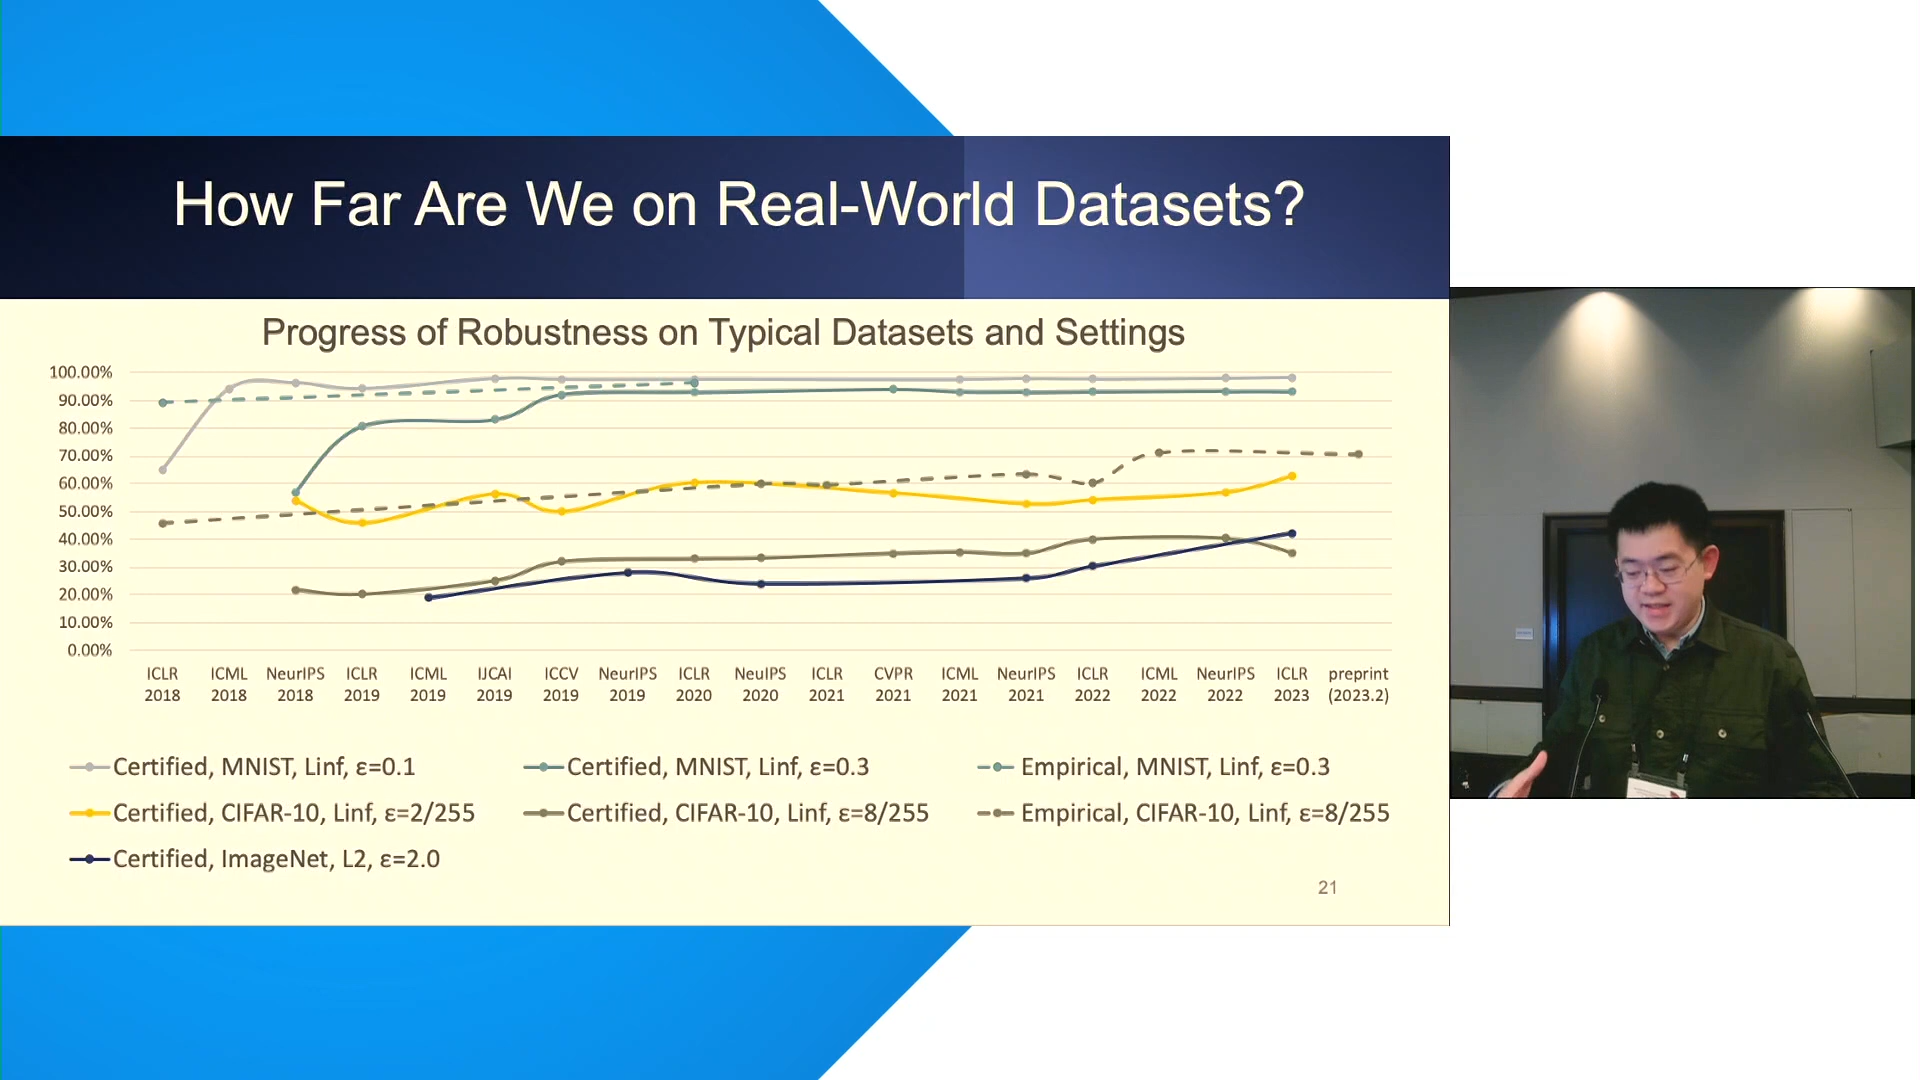 How Far Are We on Real-World Datasets?
Progress of Robustness on Typical Datasets and Settings
100.00%
90.00%
80.00%
70.00%
60.00%
50.00%
40.00%
30.00%
20.00%
10.00%
0.00%
ICLR ICML NeurIPS ICLR ICML IJCAI ICCV NeurIPS ICLR NeuIPS ICLR CVPR ICML NeurIPS ICLR ICML NeurIPS ICLR preprint
2018 2018 2018 2019 2019 2019 2019 2019 2020 2020 2021 2021 2021 2021 2022 2022 2022 2023 (2023.2)
Certified, MNIST, Linf, ε=0.1 Certified, MNIST, Linf, ε=0.3 Empirical, MNIST, Linf, ε=0.3
Certified, CIFAR-10, Linf, ε=2/255 Certified, CIFAR-10, Linf, ε=8/255 Empirical, CIFAR-10, Linf, ε=8/255
Certified, ImageNet, L2, ε=2.0
21